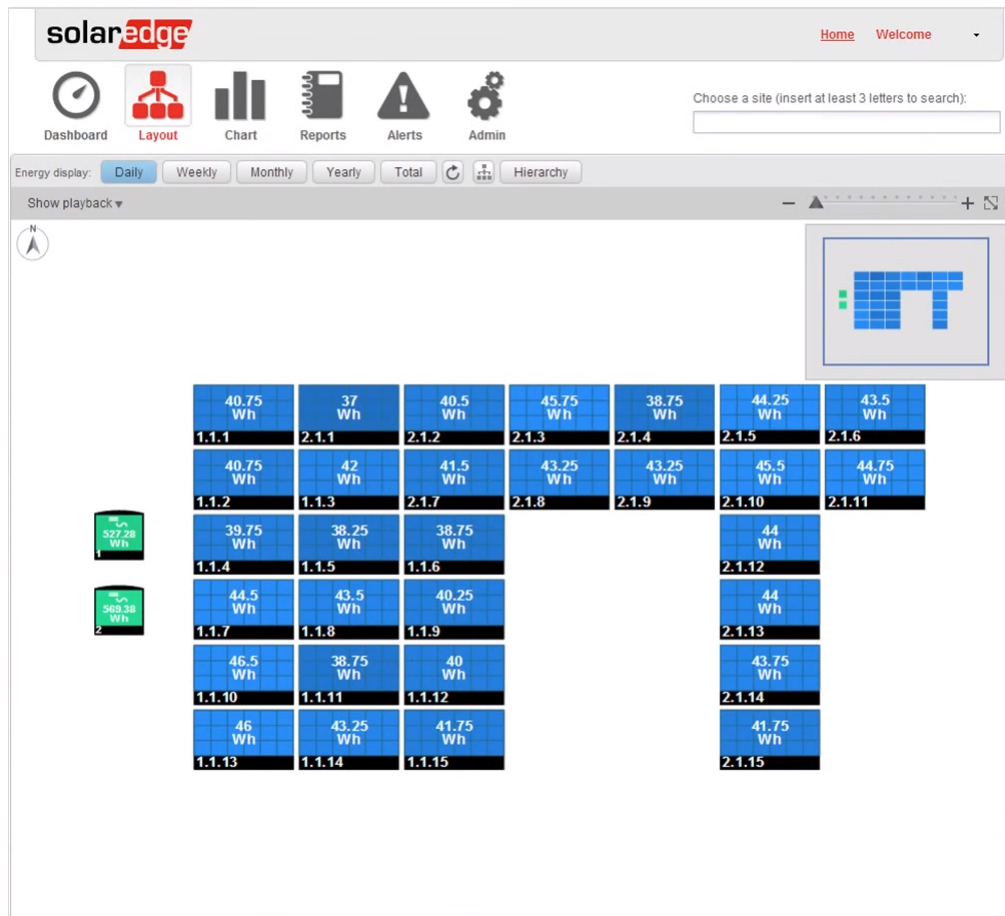 solaredge
Home Welcome
Dashboard Layout Chart Reports Alerts Admin
Choose a site (insert at least 3 letters to search):
Energy display: Daily Weekly Monthly Yearly Total Hierarchy
Show playback
N
40.75 Wh 1.1.1
37 Wh 2.1.1
40.5 Wh 2.1.2
45.75 Wh 2.1.3
38.75 Wh 2.1.4
44.25 Wh 2.1.5
43.5 Wh 2.1.6
40.75 Wh 1.1.2
42 Wh 1.1.3
41.5 Wh 2.1.7
43.25 Wh 2.1.8
43.25 Wh 2.1.9
45.5 Wh 2.1.10
44.75 Wh 2.1.11
527.28 Wh 1
39.75 Wh 1.1.4
38.25 Wh 1.1.5
38.75 Wh 1.1.6
44 Wh 2.1.12
569.38 Wh 2
44.5 Wh 1.1.7
43.5 Wh 1.1.8
40.25 Wh 1.1.9
44 Wh 2.1.13
46.5 Wh 1.1.10
38.75 Wh 1.1.11
40 Wh 1.1.12
43.75 Wh 2.1.14
46 Wh 1.1.13
43.25 Wh 1.1.14
41.75 Wh 1.1.15
41.75 Wh 2.1.15